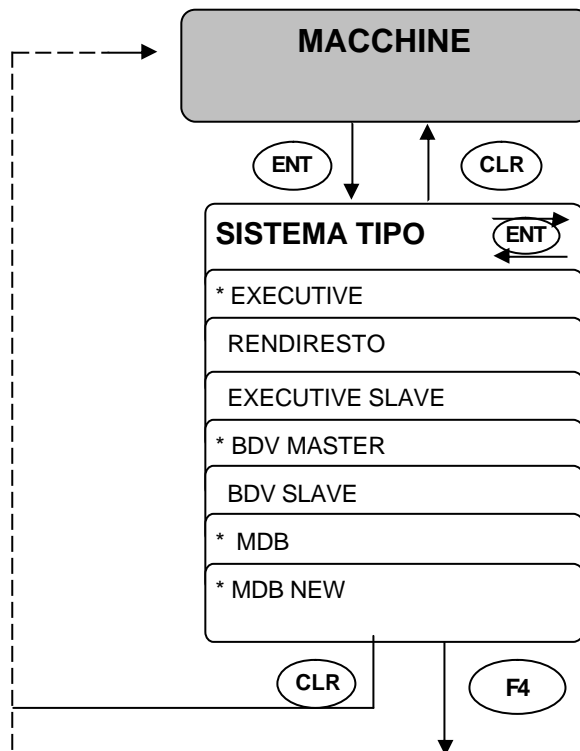 MACCHINE
ENT CLR
SISTEMA TIPO ENT
* EXECUTIVE
RENDIRESTO
EXECUTIVE SLAVE
* BDV MASTER
BDV SLAVE
* MDB
* MDB NEW
CLR F4